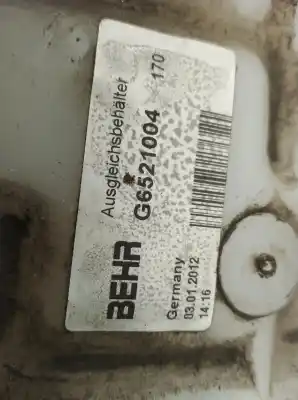 Ausgleichsbehälter 170
G6521004
BEHR
Germany
03.01.2012
14:16